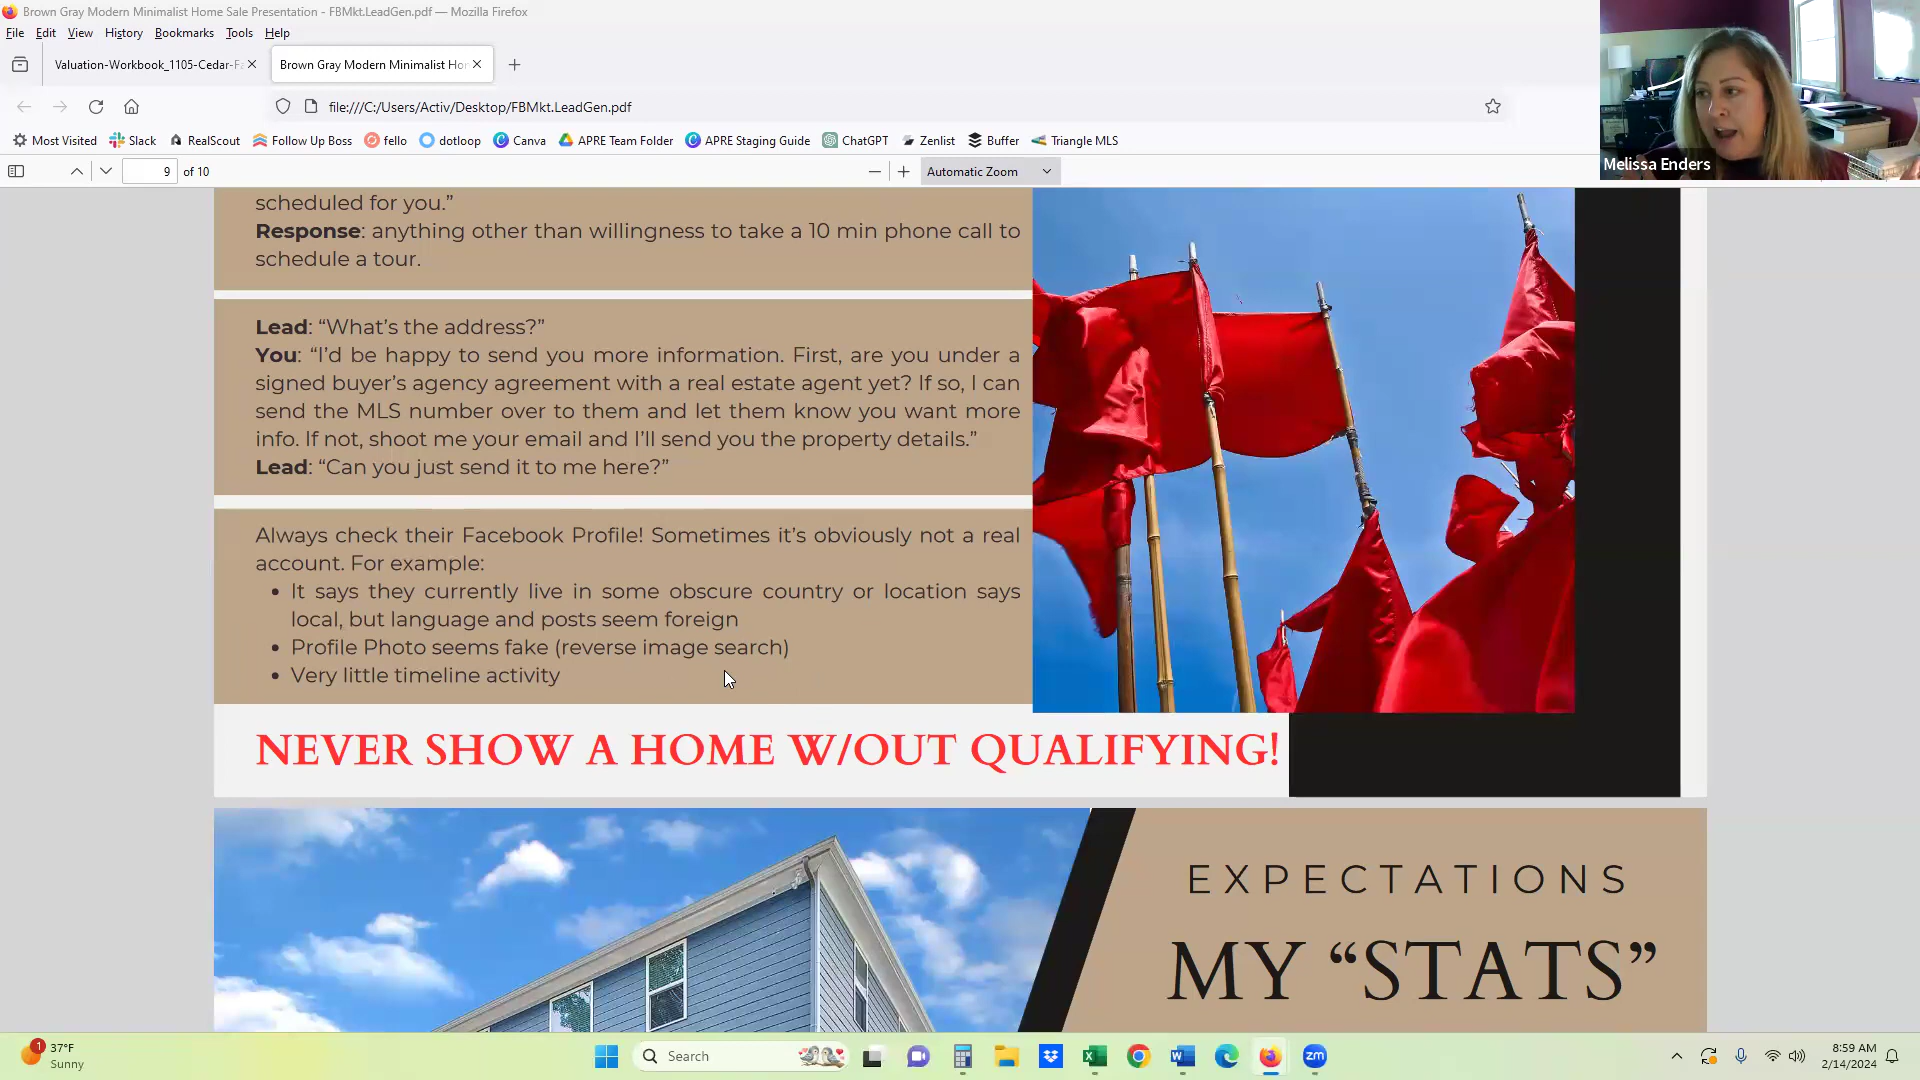 Brown Gray Modern Minimalist Home Sale Presentation - FBMkt.LeadGen.pdf — Mozilla Firefox
File Edit View History Bookmarks Tools Help
Valuation-Workbook_1105-Cedar-Fa
Brown Gray Modern Minimalist Hor
file:///C:/Users/Activ/Desktop/FBMkt.LeadGen.pdf
Most Visited Slack RealScout Follow Up Boss fello dotloop Canva APRE Team Folder APRE Staging Guide ChatGPT Zenlist Buffer Triangle MLS
Melissa Enders
9 of 10
Automatic Zoom
scheduled for you.”
Response: anything other than willingness to take a 10 min phone call to
schedule a tour.
Lead: “What’s the address?”
You: “I’d be happy to send you more information. First, are you under a
signed buyer’s agency agreement with a real estate agent yet? If so, I can
send the MLS number over to them and let them know you want more
info. If not, shoot me your email and I’ll send you the property details.”
Lead: “Can you just send it to me here?”
Always check their Facebook Profile! Sometimes it’s obviously not a real
account. For example:
• It says they currently live in some obscure country or location says
local, but language and posts seem foreign
• Profile Photo seems fake (reverse image search)
• Very little timeline activity
NEVER SHOW A HOME W/OUT QUALIFYING!
EXPECTATIONS
MY “STATS”
1
37°F
Sunny
Search
zm
8:59 AM
2/14/2024